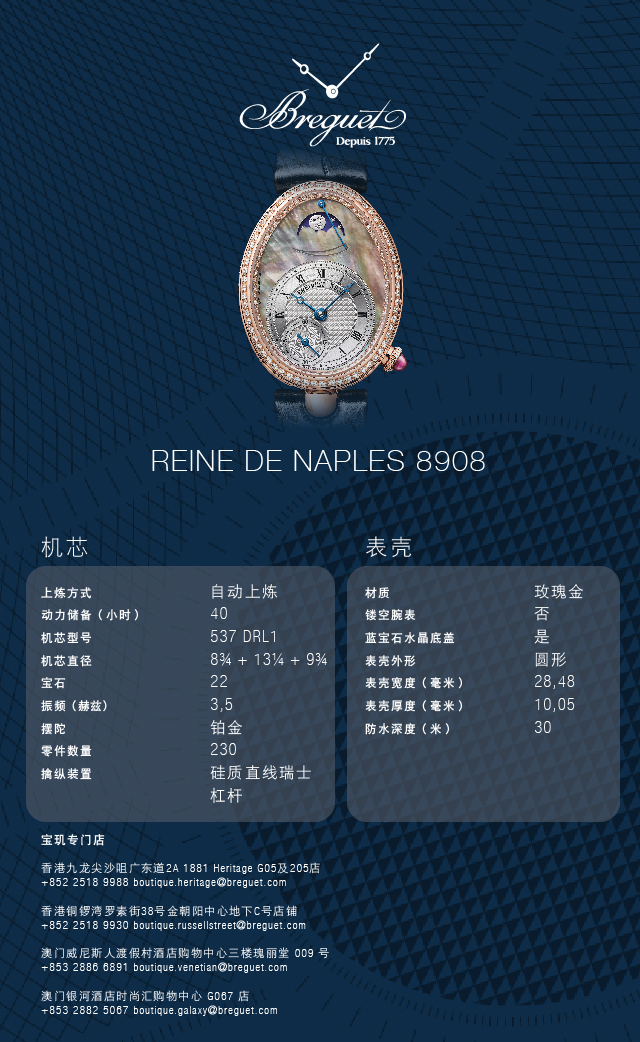 Breguet
Depuis 1775
REINE DE NAPLES 8908
机芯
上炼方式 自动上炼
动力储备（小时） 40
机芯型号 537 DRL1
机芯直径 8¾ + 13¼ + 9¾
宝石 22
振频（赫兹） 3,5
摆陀 铂金
零件数量 230
擒纵装置 硅质直线瑞士
杠杆
表壳
材质 玫瑰金
镂空腕表 否
蓝宝石水晶底盖 是
表壳外形 圆形
表壳宽度（毫米） 28,48
表壳厚度（毫米） 10,05
防水深度（米） 30
宝玑专门店
香港九龙尖沙咀广东道2A 1881 Heritage G05及205店
+852 2518 9988 boutique.heritage@breguet.com
香港铜锣湾罗素街38号金朝阳中心地下C号店铺
+852 2518 9930 boutique.russellstreet@breguet.com
澳门威尼斯人渡假村酒店购物中心三楼瑰丽堂 009 号
+853 2886 6891 boutique.venetian@breguet.com
澳门银河酒店时尚汇购物中心 G067 店
+853 2882 5067 boutique.galaxy@breguet.com